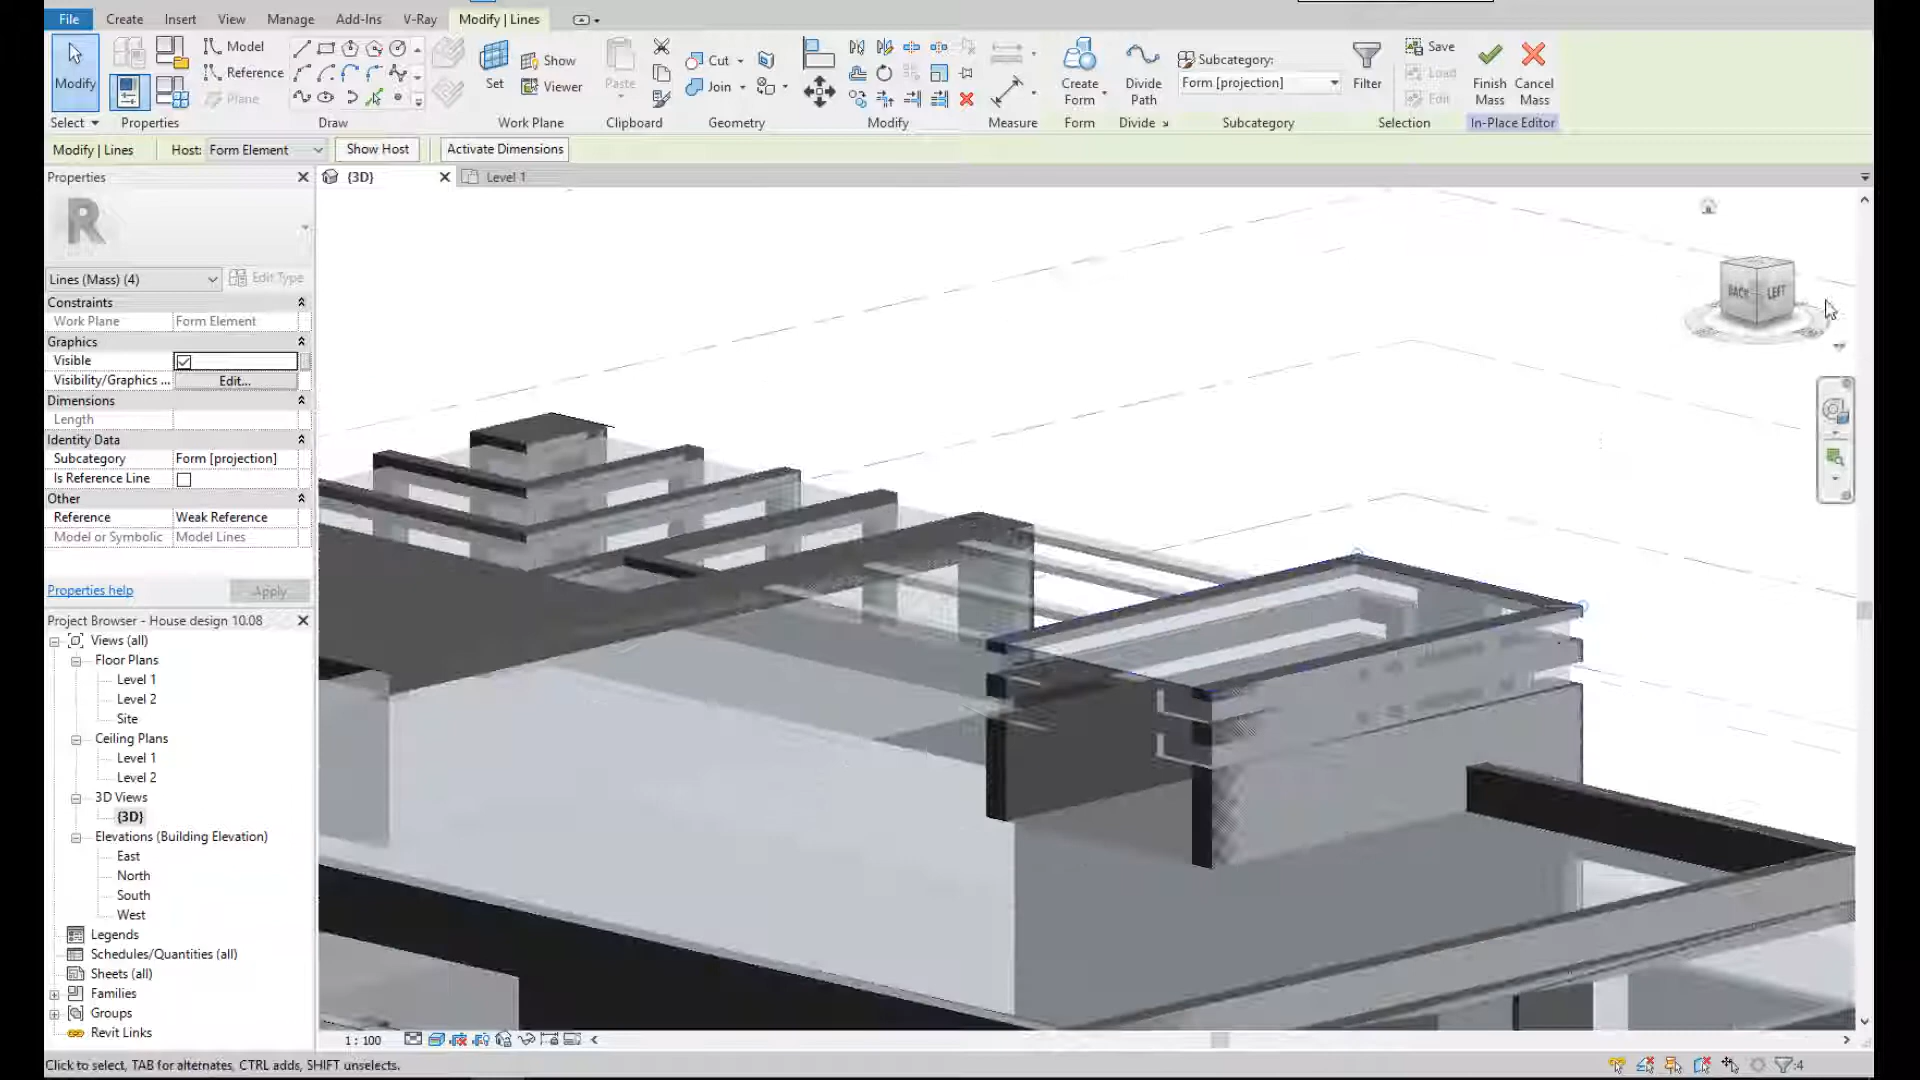 File Create Insert View Manage Add-Ins V-Ray Modify | Lines
Modify
Select
Properties
Model
Reference
Plane
Draw
Set
Show
Viewer
Work Plane
Paste
Clipboard
Cut
Join
Geometry
Modify
Measure
Create Form
Form
Divide Path
Divide
Subcategory:
Form [projection]
Subcategory
Filter
Save
Load
Edit
Selection
Finish Mass
Cancel Mass
In-Place Editor
Modify | Lines Host: Form Element Show Host Activate Dimensions
Properties
{3D}
Level 1
R
Lines (Mass) (4) Edit Type
Constraints
Work Plane Form Element
Graphics
Visible
Visibility/Graphics ... Edit...
Dimensions
Length
Identity Data
Subcategory Form [projection]
Is Reference Line
Other
Reference Weak Reference
Model or Symbolic Model Lines
Properties help Apply
Project Browser - House design 10.08
Views (all)
Floor Plans
Level 1
Level 2
Site
Ceiling Plans
Level 1
Level 2
3D Views
{3D}
Elevations (Building Elevation)
East
North
South
West
Legends
Schedules/Quantities (all)
Sheets (all)
Families
Groups
Revit Links
BACK LEFT
1 : 100
Click to select, TAB for alternates, CTRL adds, SHIFT unselects.
:4